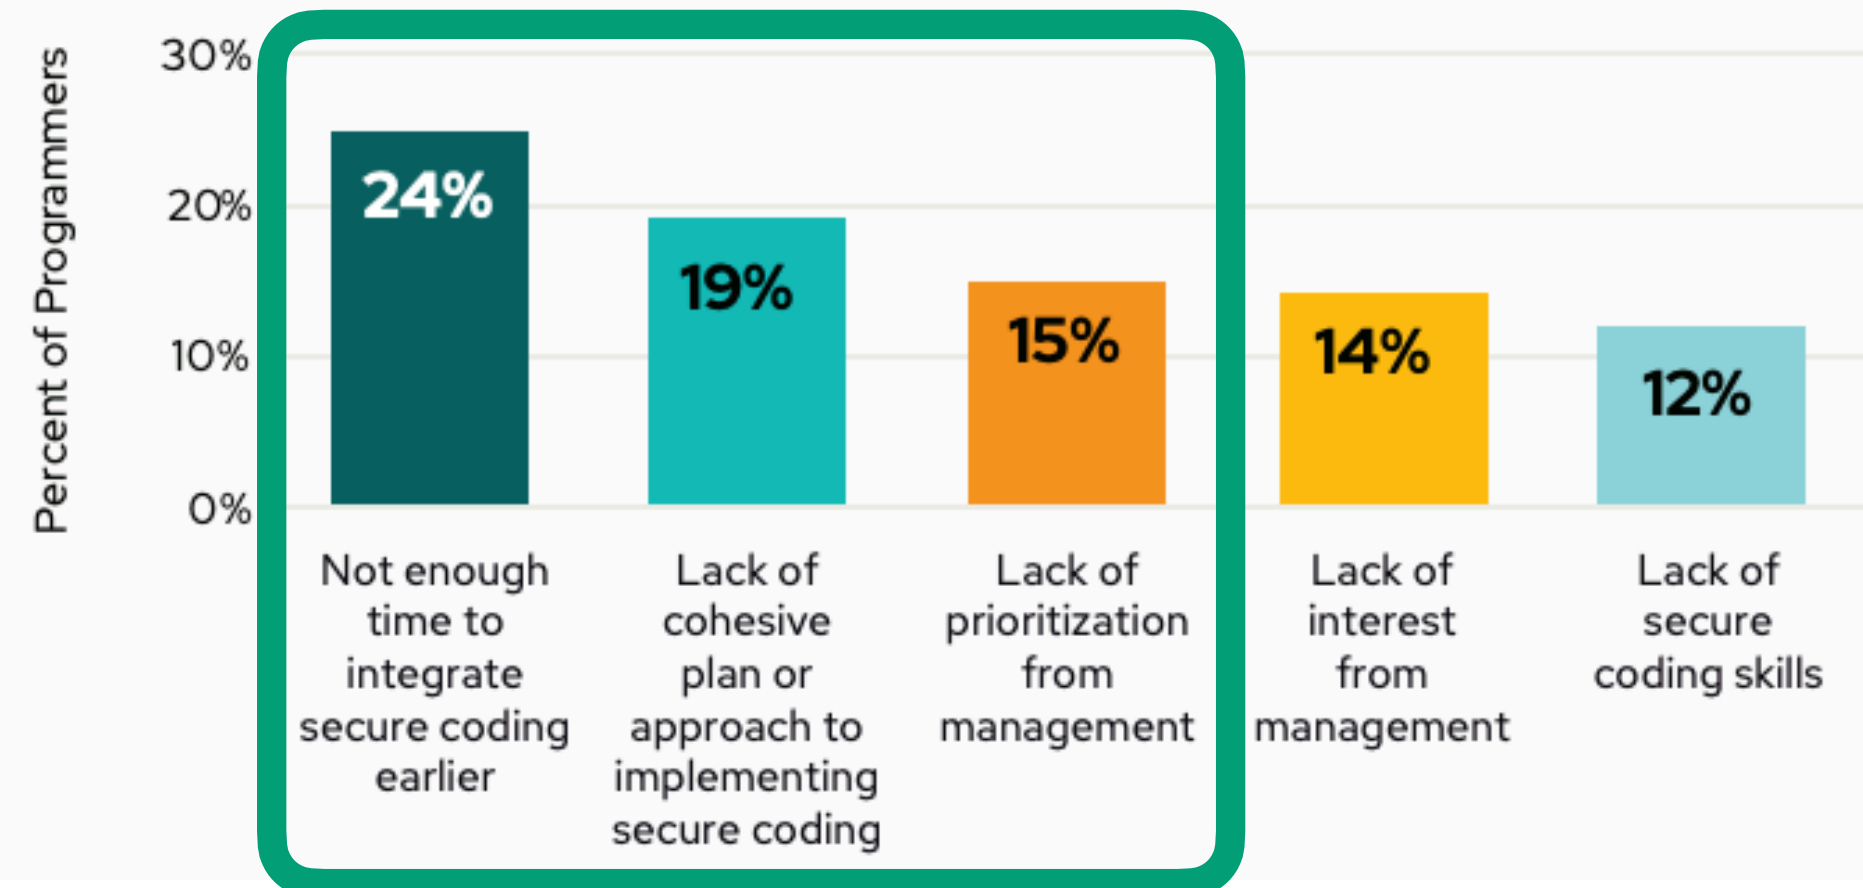 Percent of Programmers
30%
20%
10%
0%
24%
19%
15%
14%
12%
Not enough
time to
integrate
secure coding
earlier
Lack of
cohesive
plan or
approach to
implementing
secure coding
Lack of
prioritization
from
management
Lack of
interest
from
management
Lack of
secure
coding skills